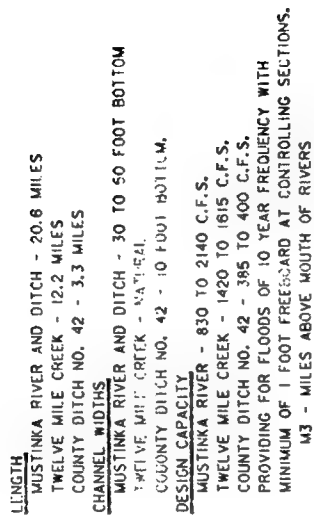 LENGTH
MUSTINKA RIVER AND DITCH - 20.6 MILES
TWELVE MILE CREEK - 12.2 MILES
COUNTY DITCH NO. 42 - 3.3 MILES
CHANNEL WIDTHS
MUSTINKA RIVER AND DITCH - 30 TO 50 FOOT BOTTOM
TWELVE MILE CREEK - NATURAL
COUONTY DITCH NO. 42 - 10 FOOT BOTTOM.
DESIGN CAPACITY
MUSTINKA RIVER - 830 TO 2140 C.F.S.
TWELVE MILE CREEK - 1420 TO 1615 C.F.S.
COUNTY DITCH NO. 42 - 385 TO 400 C.F.S.
PROVIDING FOR FLOODS OF 10 YEAR FREQUENCY WITH
MINIMUM OF 1 FOOT FREEBOARD AT CONTROLLING SECTIONS.
M3 - MILES ABOVE MOUTH OF RIVERS